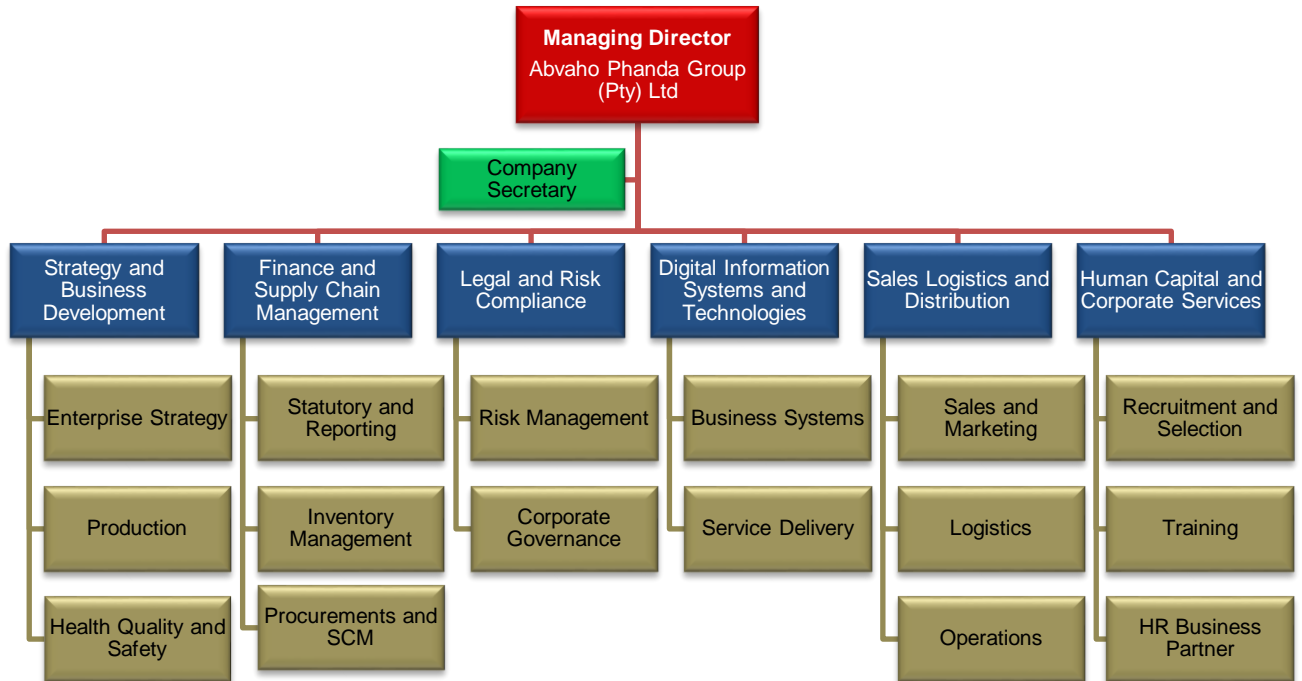 Managing Director
Abvaho Phanda Group
(Pty) Ltd
Company
Secretary
Strategy and
Business
Development
Finance and
Supply Chain
Management
Legal and Risk
Compliance
Digital Information
Systems and
Technologies
Sales Logistics and
Distribution
Human Capital and
Corporate Services
Enterprise Strategy
Statutory and
Reporting
Risk Management
Business Systems
Sales and
Marketing
Recruitment and
Selection
Production
Inventory
Management
Corporate
Governance
Service Delivery
Logistics
Training
Health Quality and
Safety
Procurements and
SCM
Operations
HR Business
Partner